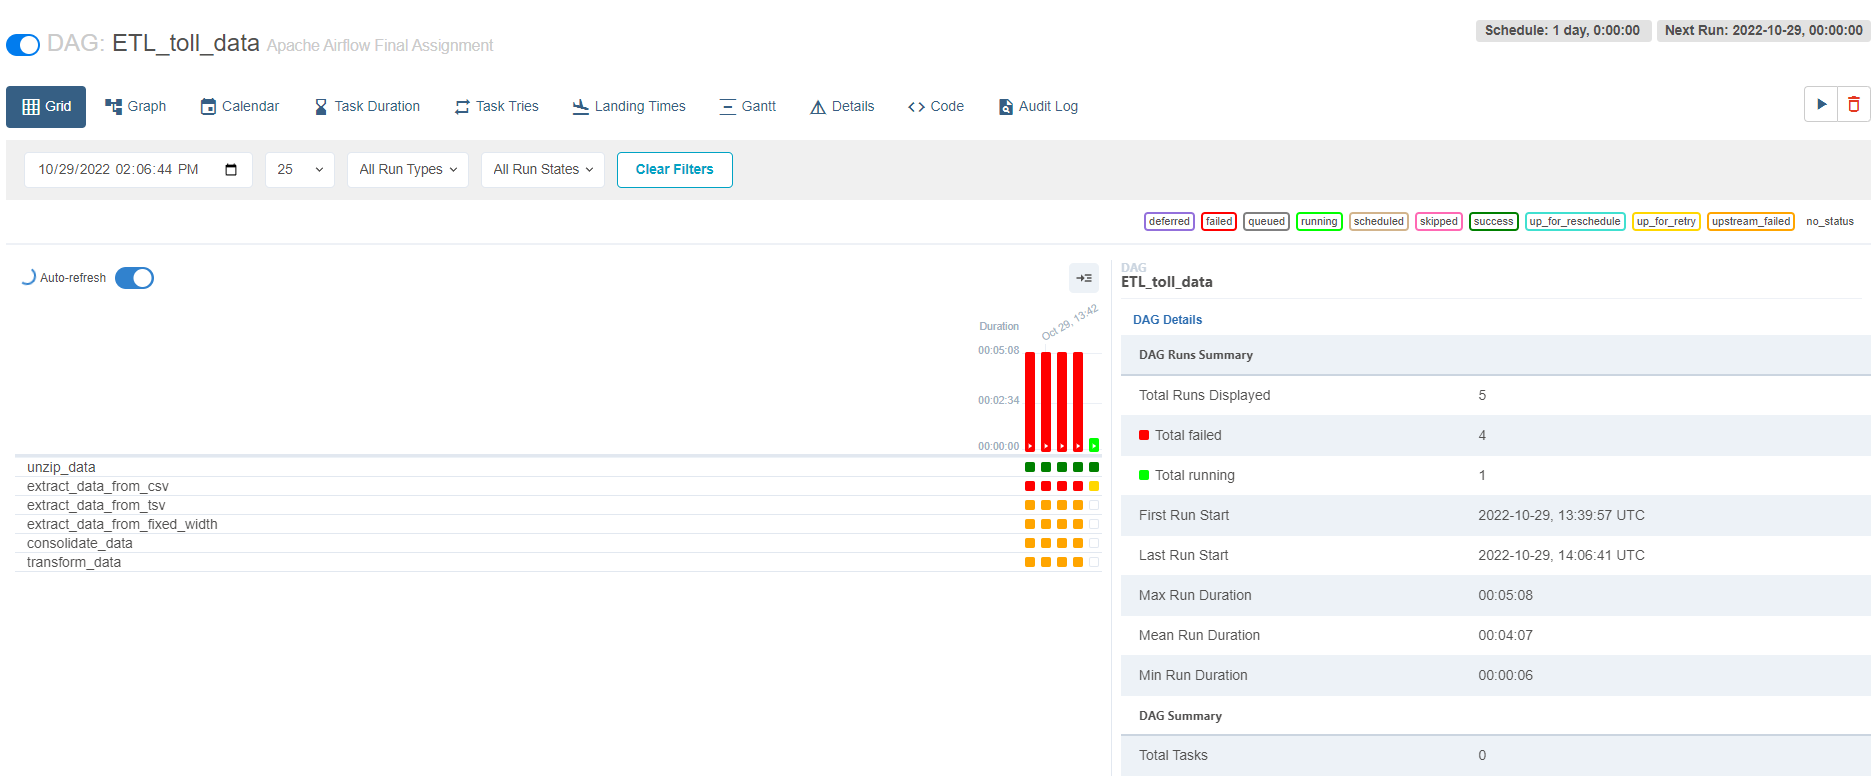 DAG: ETL_toll_data Apache Airflow Final Assignment
Schedule: 1 day, 0:00:00
Next Run: 2022-10-29, 00:00:00
Grid
Graph
Calendar
Task Duration
Task Tries
Landing Times
Gantt
Details
Code
Audit Log
10/29/2022 02:06:44 PM
25
All Run Types
All Run States
Clear Filters
deferred
failed
queued
running
scheduled
skipped
success
up_for_reschedule
up_for_retry
upstream_failed
no_status
Auto-refresh
Duration
Oct 29, 13:42
00:05:08
00:02:34
00:00:00
unzip_data
extract_data_from_csv
extract_data_from_tsv
extract_data_from_fixed_width
consolidate_data
transform_data
DAG
ETL_toll_data
DAG Details
DAG Runs Summary
Total Runs Displayed 5
Total failed 4
Total running 1
First Run Start 2022-10-29, 13:39:57 UTC
Last Run Start 2022-10-29, 14:06:41 UTC
Max Run Duration 00:05:08
Mean Run Duration 00:04:07
Min Run Duration 00:00:06
DAG Summary
Total Tasks 0